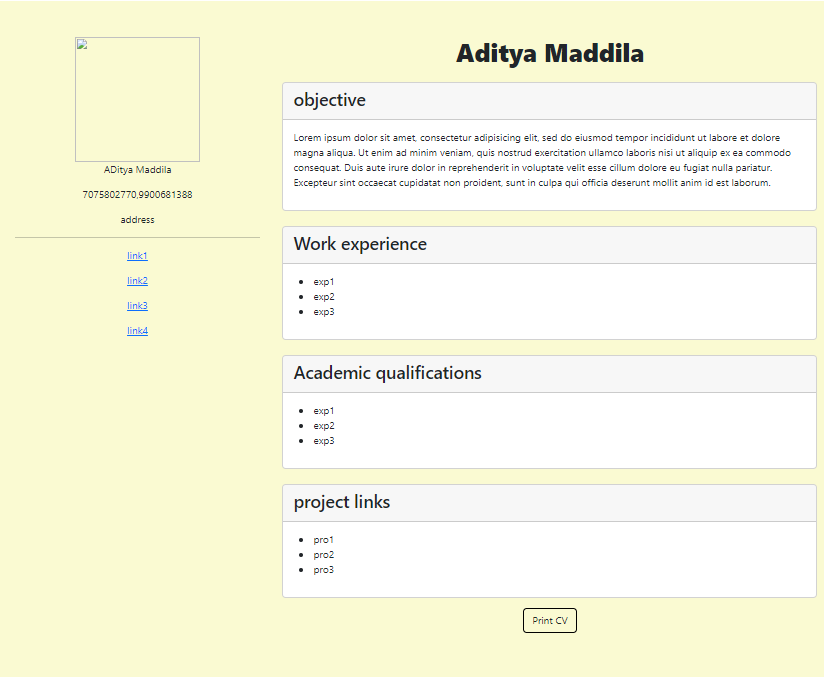 ADitya Maddila
7075802770,9900681388
address
link1
link2
link3
link4
Aditya Maddila
objective
Lorem ipsum dolor sit amet, consectetur adipisicing elit, sed do eiusmod tempor incididunt ut labore et dolore
magna aliqua. Ut enim ad minim veniam, quis nostrud exercitation ullamco laboris nisi ut aliquip ex ea commodo
consequat. Duis aute irure dolor in reprehenderit in voluptate velit esse cillum dolore eu fugiat nulla pariatur.
Excepteur sint occaecat cupidatat non proident, sunt in culpa qui officia deserunt mollit anim id est laborum.
Work experience
exp1
exp2
exp3
Academic qualifications
exp1
exp2
exp3
project links
pro1
pro2
pro3
Print CV